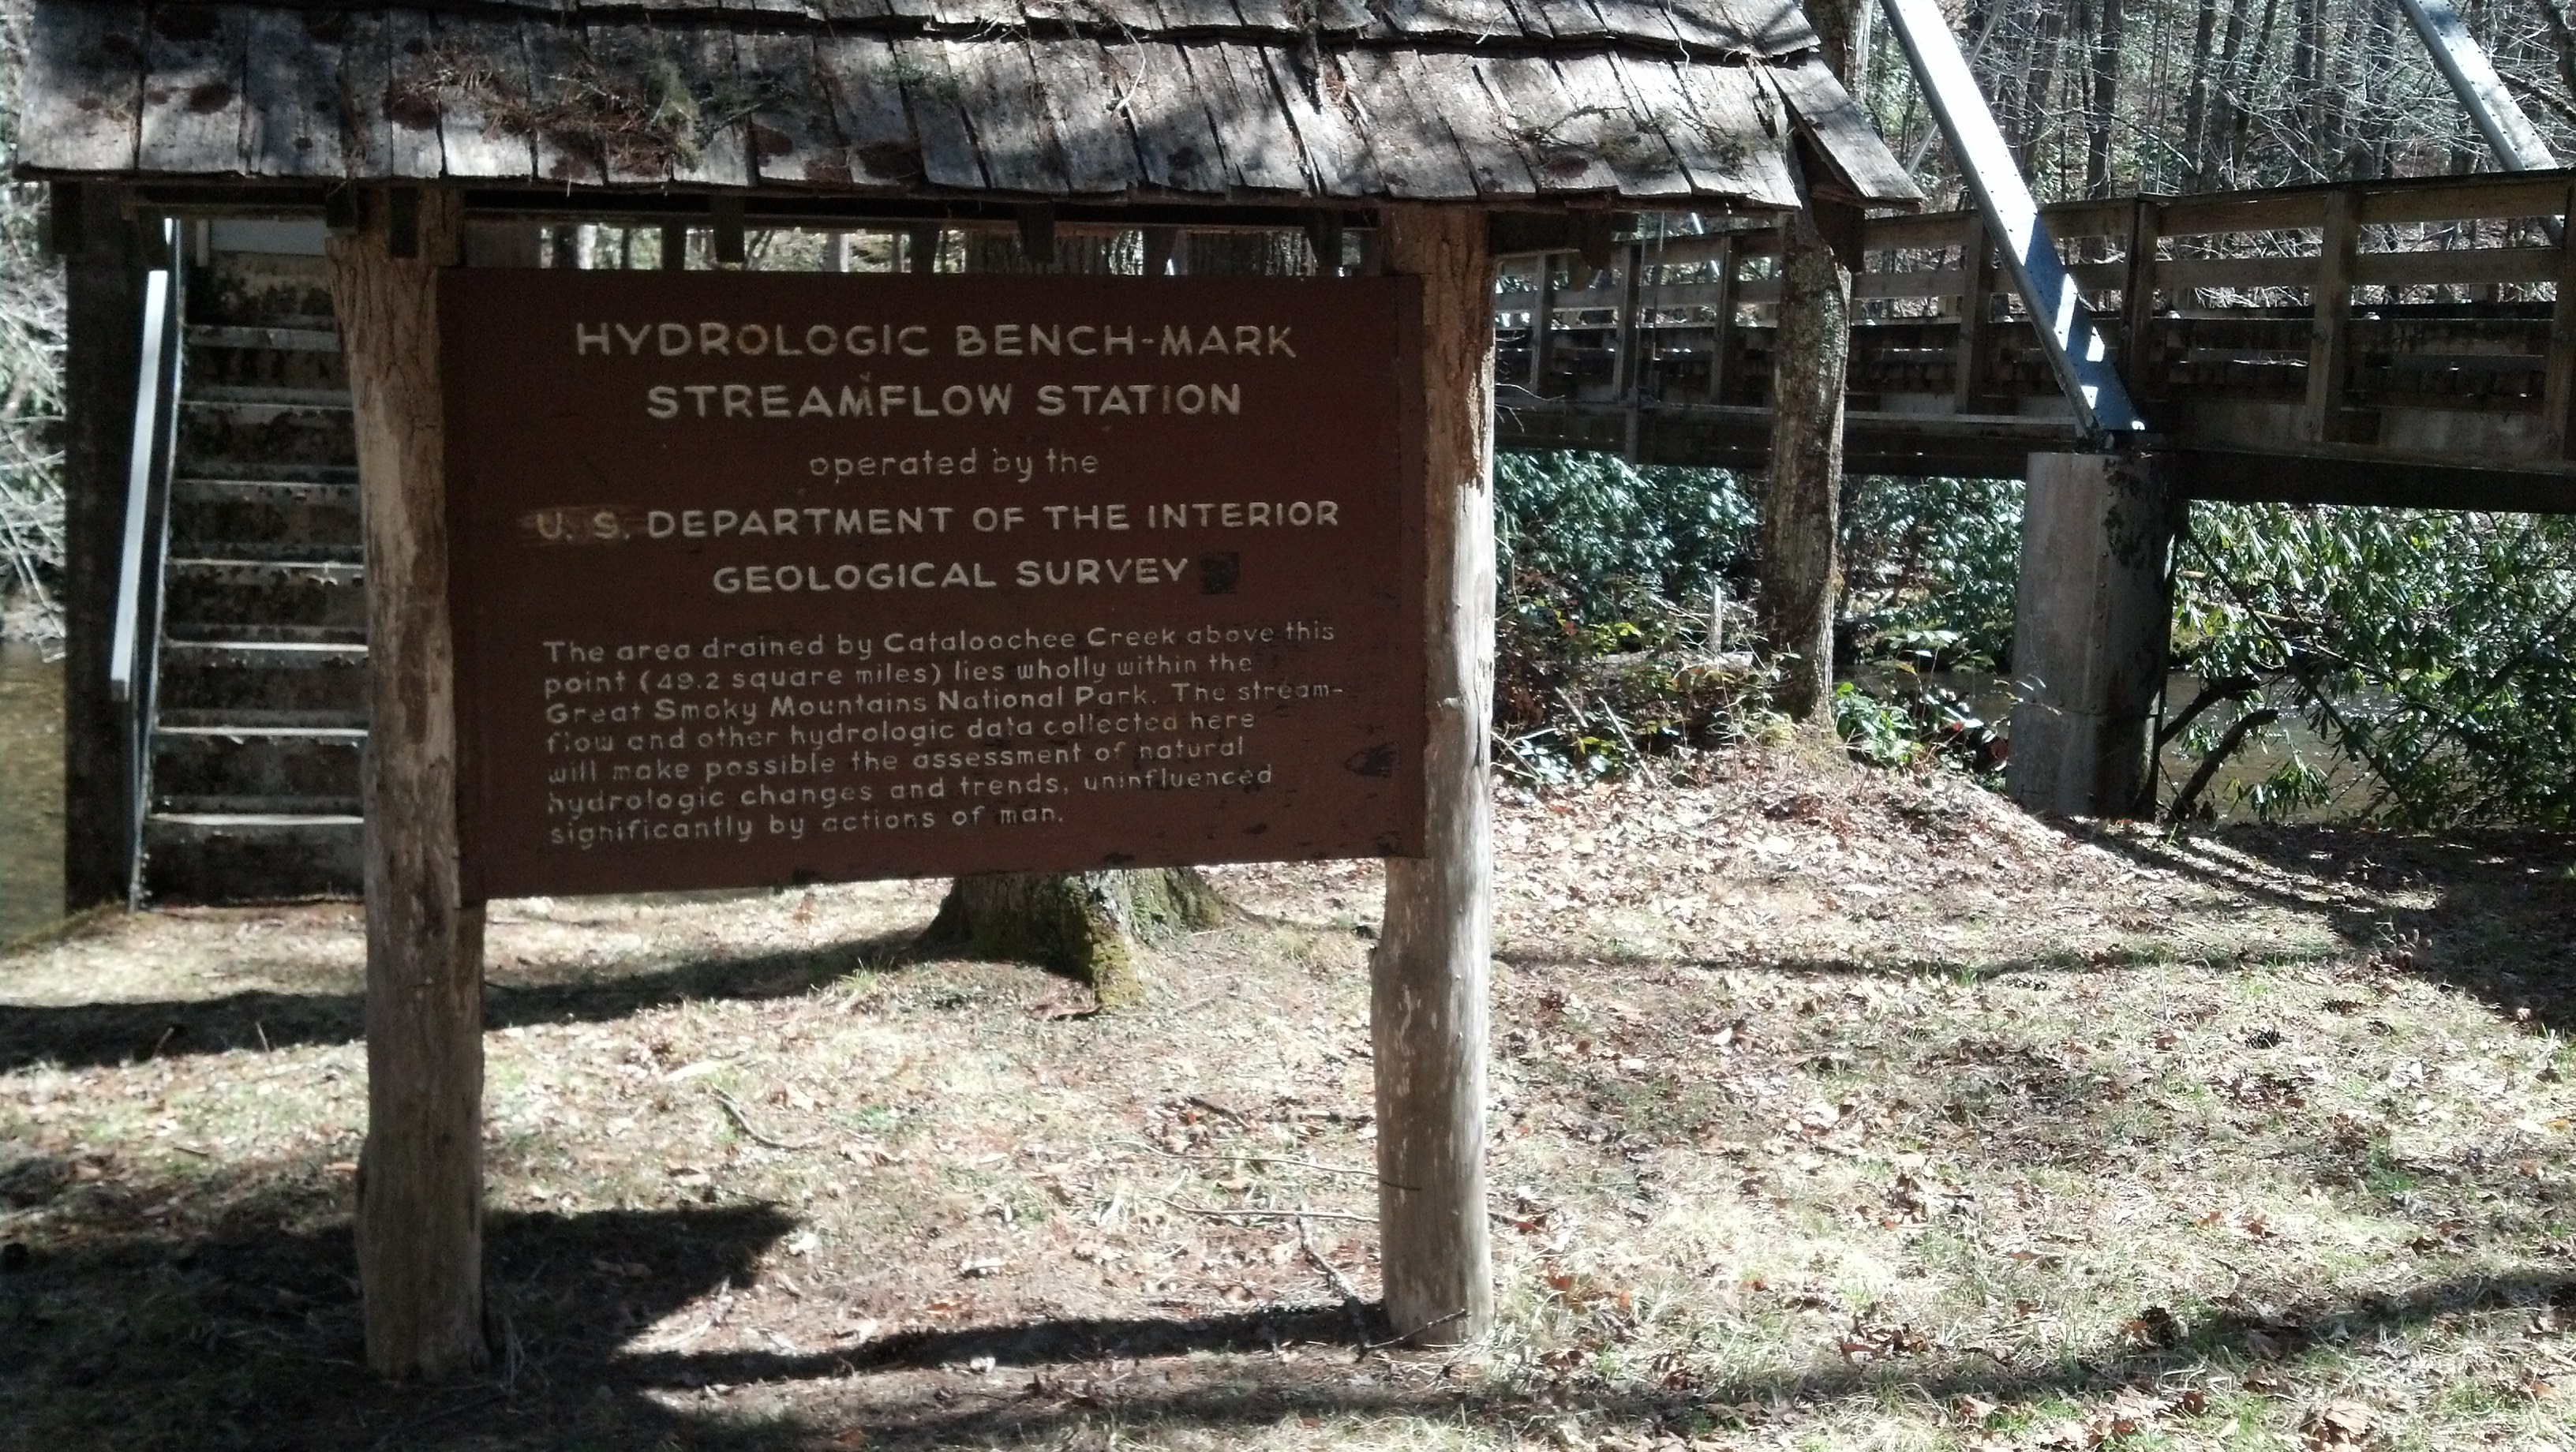 HYDROLOGIC BENCH-MARK
STREAMFLOW STATION
operated by the
U. S. DEPARTMENT OF THE INTERIOR
GEOLOGICAL SURVEY
The area drained by Cataloochee Creek above this
point (49.2 square miles) lies wholly within the
Great Smoky Mountains National Park. The stream-
flow and other hydrologic data collected here
will make possible the assessment of natural
hydrologic changes and trends, uninfluenced
significantly by actions of man.